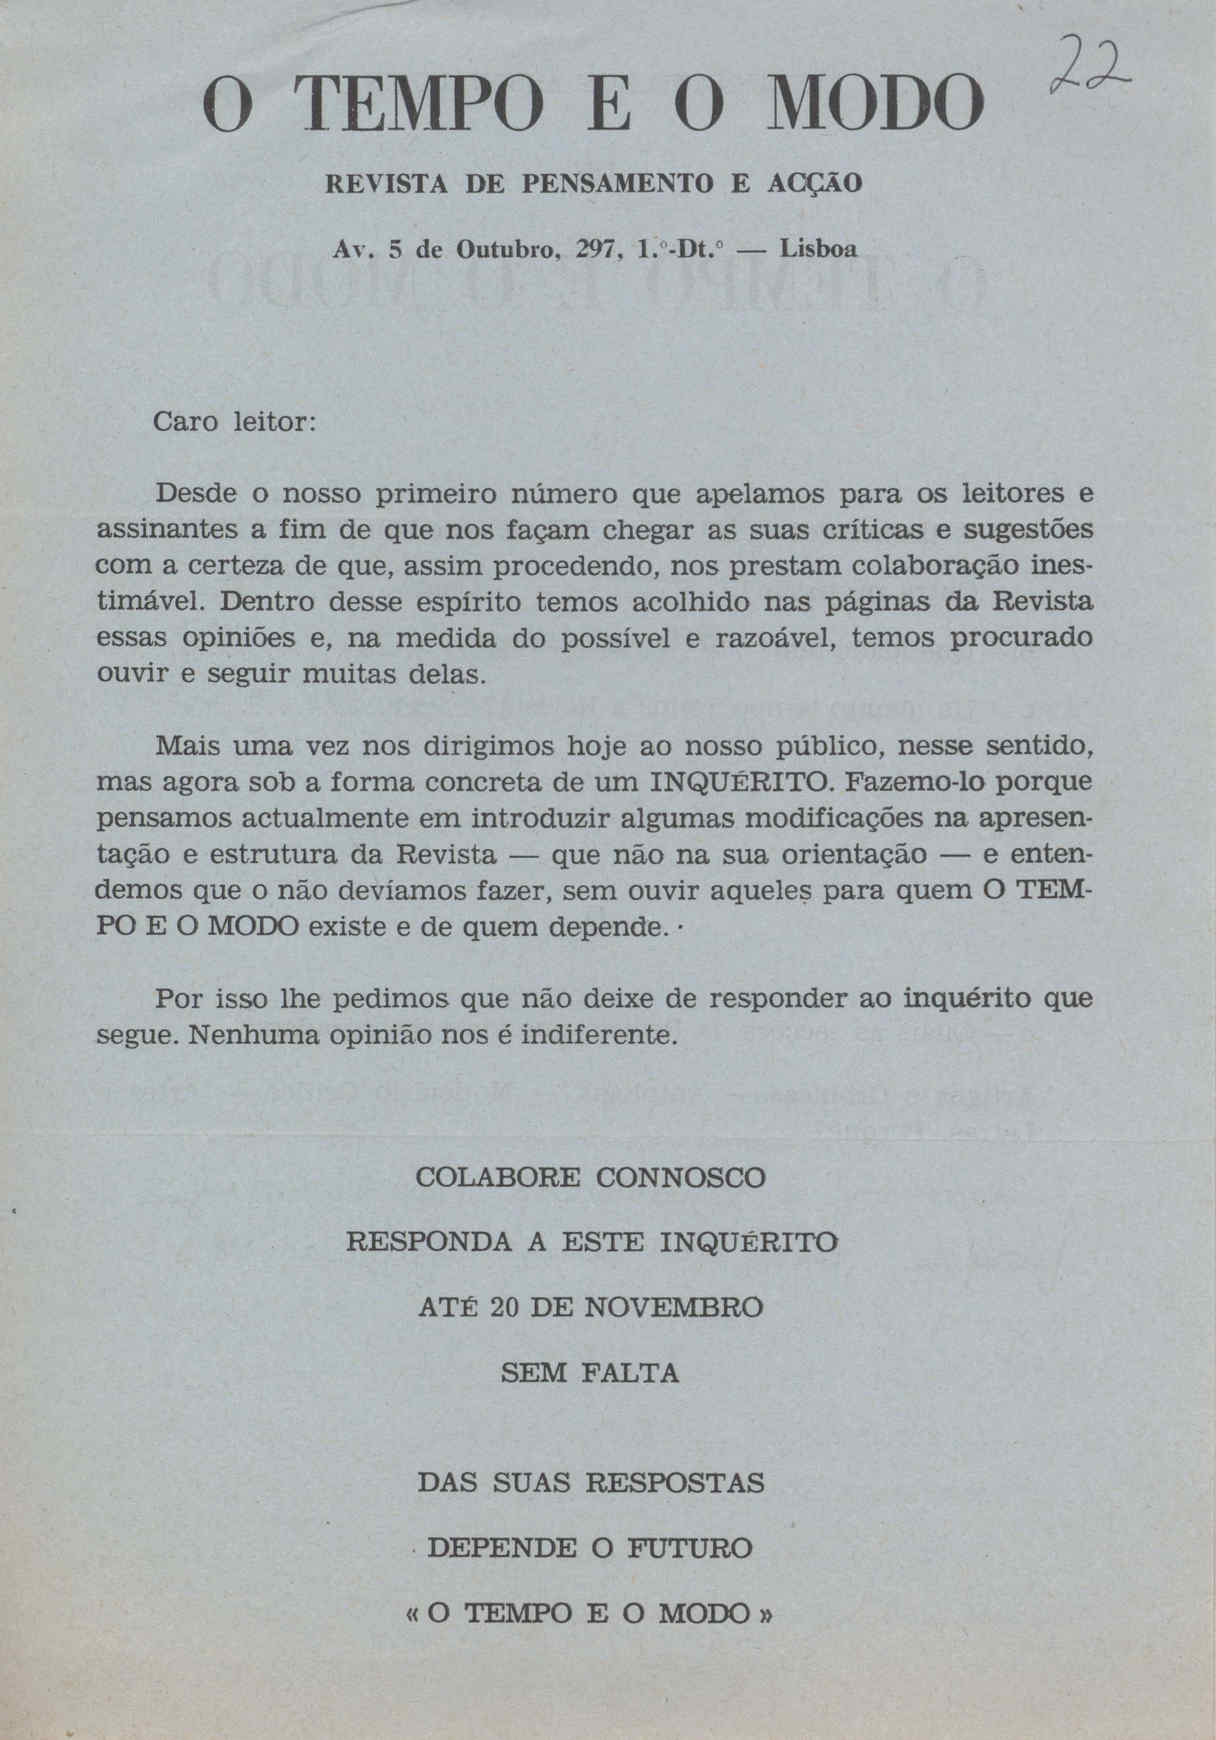 22
O TEMPO E O MODO
REVISTA DE PENSAMENTO E ACÇÃO
Av. 5 de Outubro, 297, 1.º-Dt.º — Lisboa
Caro leitor:
Desde o nosso primeiro número que apelamos para os leitores e
assinantes a fim de que nos façam chegar as suas críticas e sugestões
com a certeza de que, assim procedendo, nos prestam colaboração ines-
timável. Dentro desse espírito temos acolhido nas páginas da Revista
essas opiniões e, na medida do possível e razoável, temos procurado
ouvir e seguir muitas delas.
Mais uma vez nos dirigimos hoje ao nosso público, nesse sentido,
mas agora sob a forma concreta de um INQUÉRITO. Fazemo-lo porque
pensamos actualmente em introduzir algumas modificações na apresen-
tação e estrutura da Revista — que não na sua orientação — e enten-
demos que o não devíamos fazer, sem ouvir aqueles para quem O TEM-
PO E O MODO existe e de quem depende.
Por isso lhe pedimos que não deixe de responder ao inquérito que
segue. Nenhuma opinião nos é indiferente.
COLABORE CONNOSCO
RESPONDA A ESTE INQUÉRITO
ATÉ 20 DE NOVEMBRO
SEM FALTA
DAS SUAS RESPOSTAS
DEPENDE O FUTURO
« O TEMPO E O MODO »